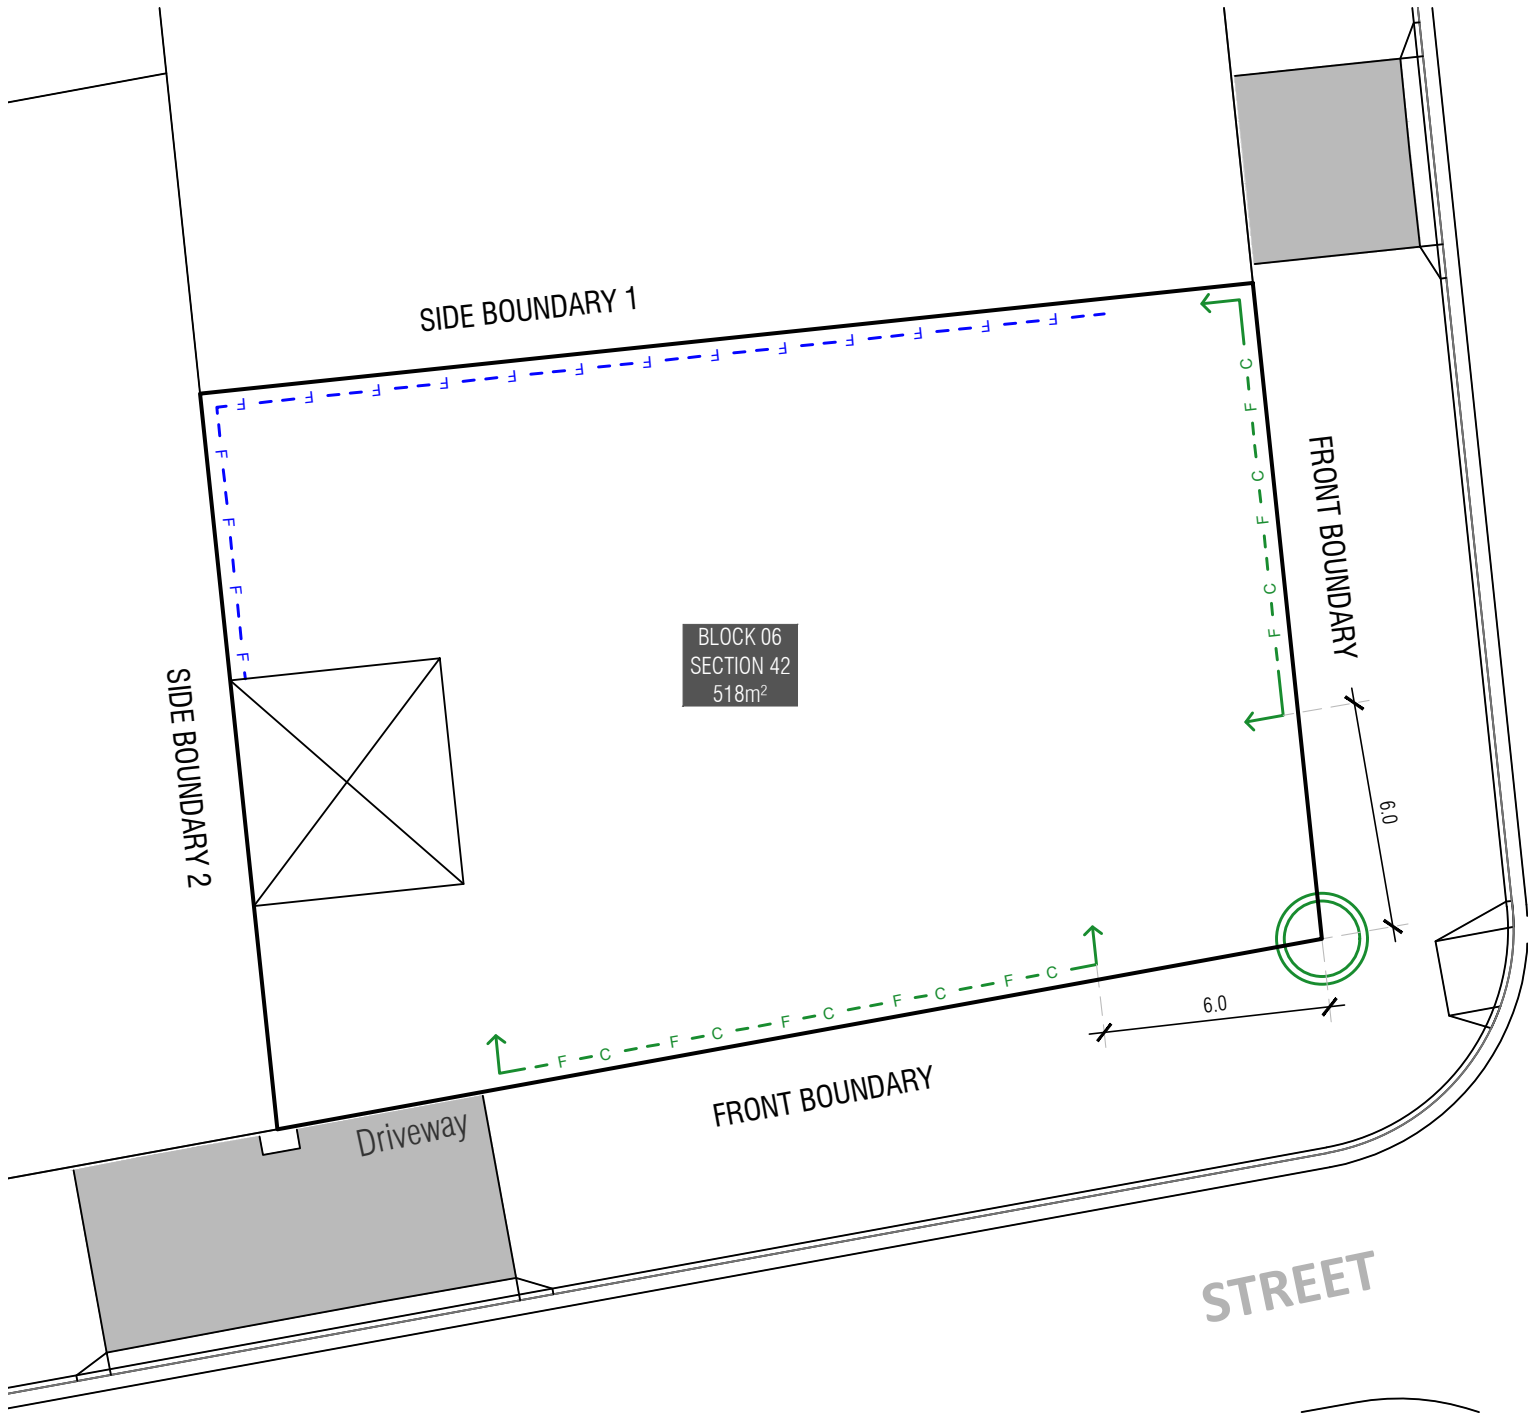 SIDE BOUNDARY 1
F F F F F F F F F F F F F
C
F
C
F
C
F
F
F
F
F
FRONT BOUNDARY
BLOCK 06
SECTION 42
518m²
SIDE BOUNDARY 2
6.0
6.0
F C F C F C F C F C
FRONT BOUNDARY
Driveway
STREET